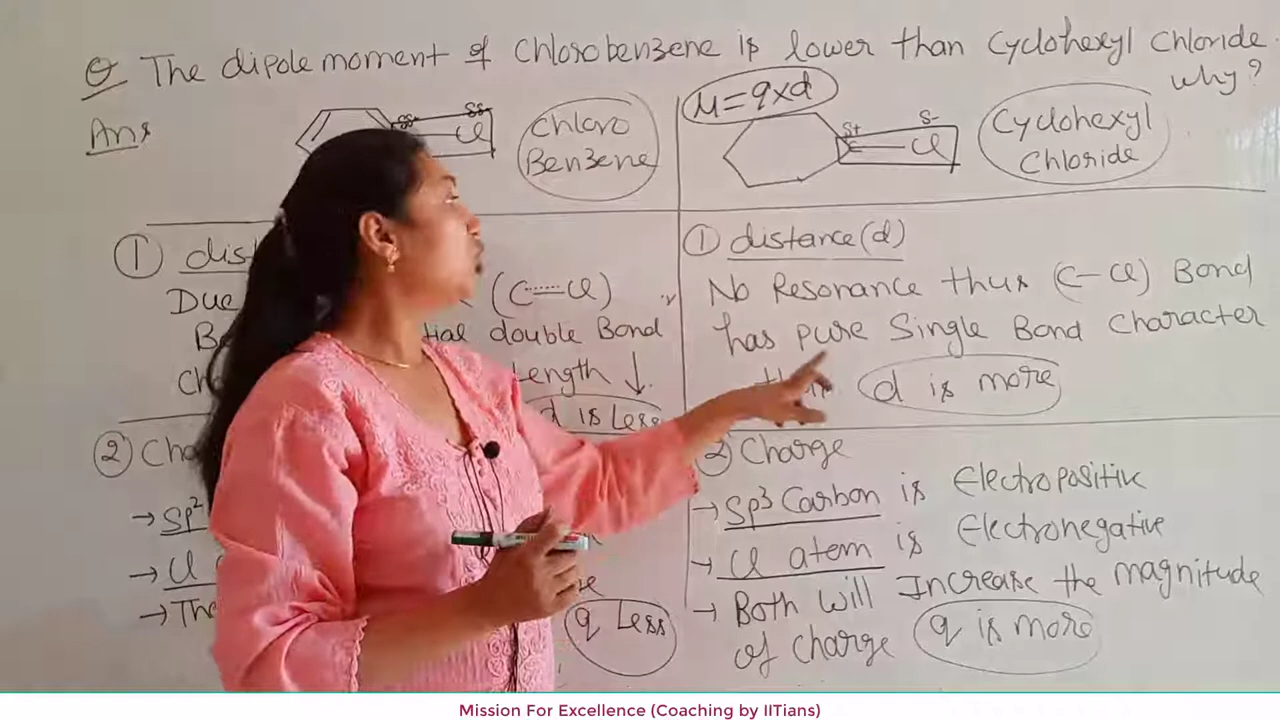 Q The dipole moment of Chlorobenzene is lower than Cyclohexyl Chloride.
Why?
Ans
Cl
Chloro
Benzene
① dis
Due
(C Cl)
tial double Bond
Length ↓.
d is Less
②
→ Sp²
→ Cl
→ The
q Less
μ = q×d
δ+
δ-
C—Cl
Cyclohexyl
Chloride
① distance (d)
No Resonance thus (C–Cl) Bond
has pure Single Bond Character
d is more
② Charge
→ Sp³ Carbon is Electropositive
→ Cl atom is Electronegative
→ Both will Increase the magnitude
of charge q is more
Mission For Excellence (Coaching by IITians)